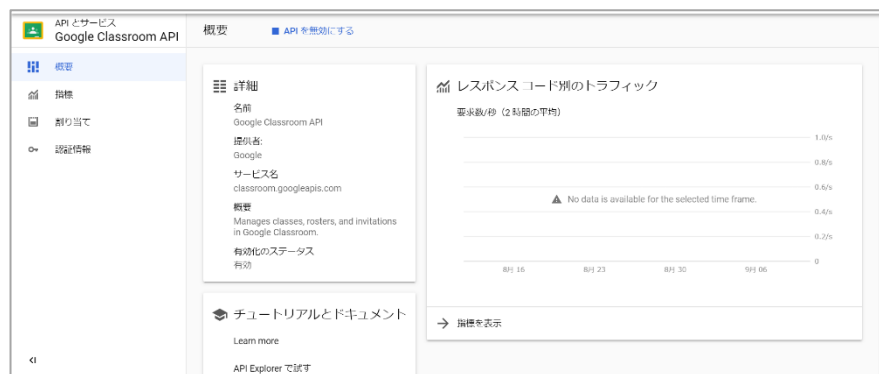 API とサービス
Google Classroom API
概要
API を無効にする
概要
指標
割り当て
認証情報
詳細
名前
Google Classroom API
提供者:
Google
サービス名
classroom.googleapis.com
概要
Manages classes, rosters, and invitations
in Google Classroom.
有効化のステータス
有効
チュートリアルとドキュメント
Learn more
API Explorer で試す
レスポンス コード別のトラフィック
要求数/秒（2 時間の平均）
1.0/s
0.8/s
0.6/s
No data is available for the selected time frame.
0.4/s
0.2/s
0
8月 16
8月 23
8月 30
9月 06
指標を表示